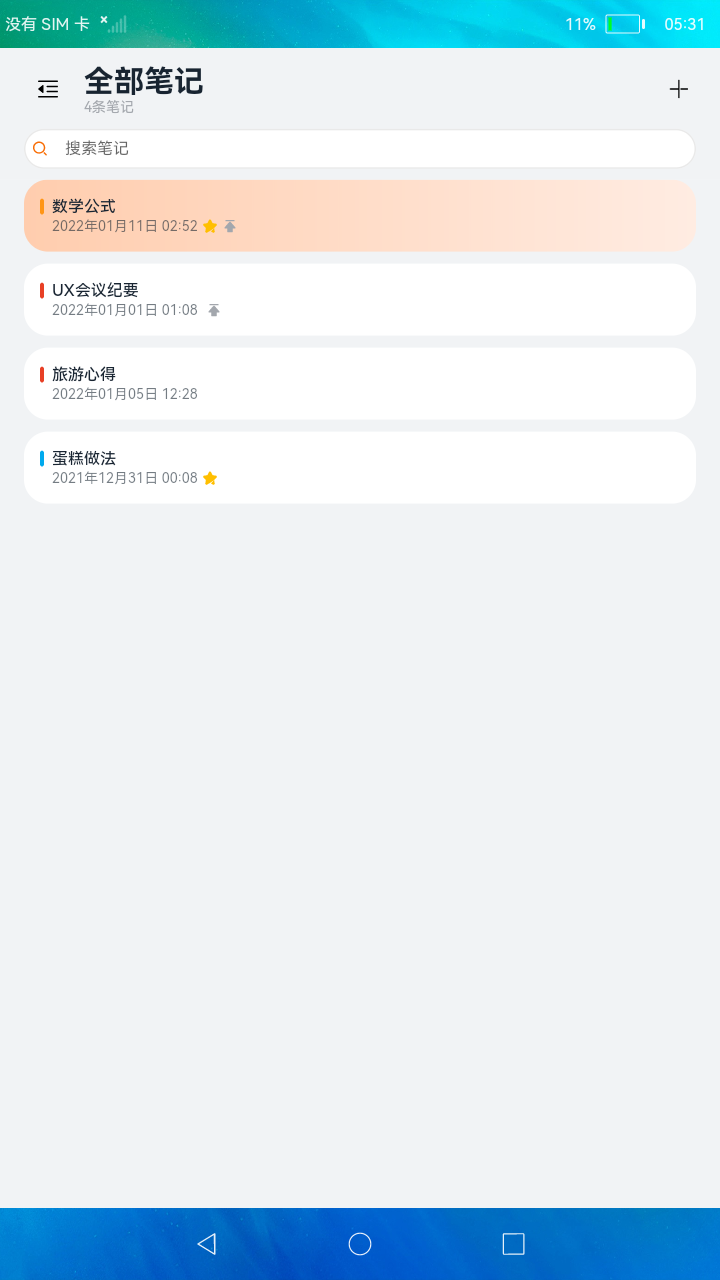 没有 SIM 卡 11% 05:31
全部笔记
4条笔记
搜索笔记
数学公式
2022年01月11日 02:52
UX会议纪要
2022年01月01日 01:08
旅游心得
2022年01月05日 12:28
蛋糕做法
2021年12月31日 00:08